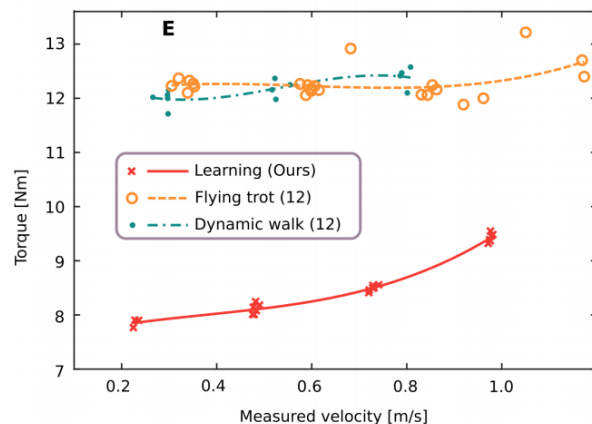 E
13
12
11
10
9
8
7
Torque [Nm]
Learning (Ours)
Flying trot (12)
Dynamic walk (12)
0.2 0.4 0.6 0.8 1.0
Measured velocity [m/s]